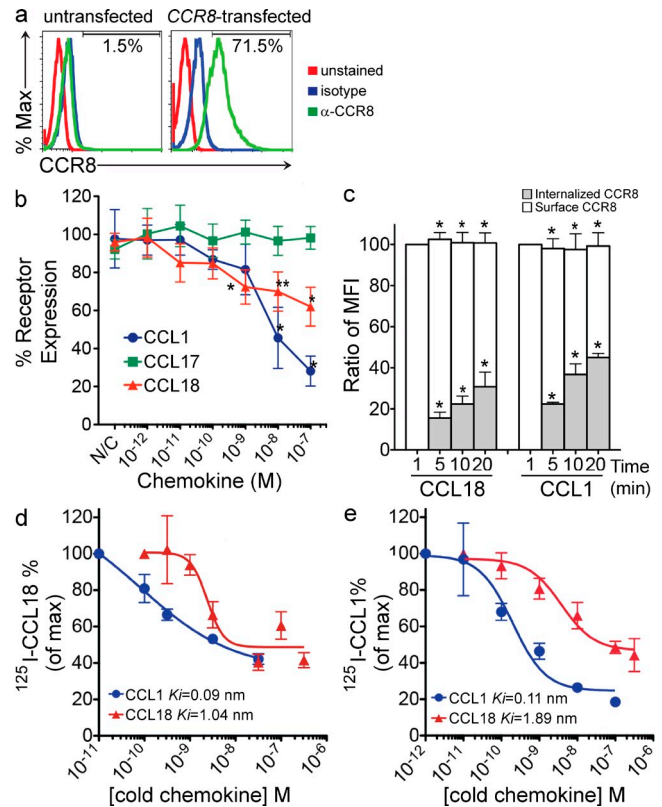 a
untransfected
CCR8-transfected
1.5%
71.5%
% Max
CCR8
unstained
isotype
α-CCR8
b
% Receptor
Expression
120
100
80
60
40
20
0
*
**
*
*
*
CCL1
CCL17
CCL18
N/C
10-12
10-11
10-10
10-9
10-8
10-7
Chemokine (M)
c
Internalized CCR8
Surface CCR8
Ratio of MFI
100
80
60
40
20
0
* * * * * *
* * * * * *
1 5 10 20 1 5 10 20 Time
CCL18 CCL1 (min)
d
125I-CCL18 %
(of max)
120
100
80
60
40
20
0
CCL1 Ki=0.09 nm
CCL18 Ki=1.04 nm
10-11
10-10
10-9
10-8
10-7
10-6
[cold chemokine] M
e
125I-CCL1%
(of max)
120
100
80
60
40
20
0
CCL1 Ki=0.11 nm
CCL18 Ki=1.89 nm
10-12
10-11
10-10
10-9
10-8
10-7
10-6
[cold chemokine] M